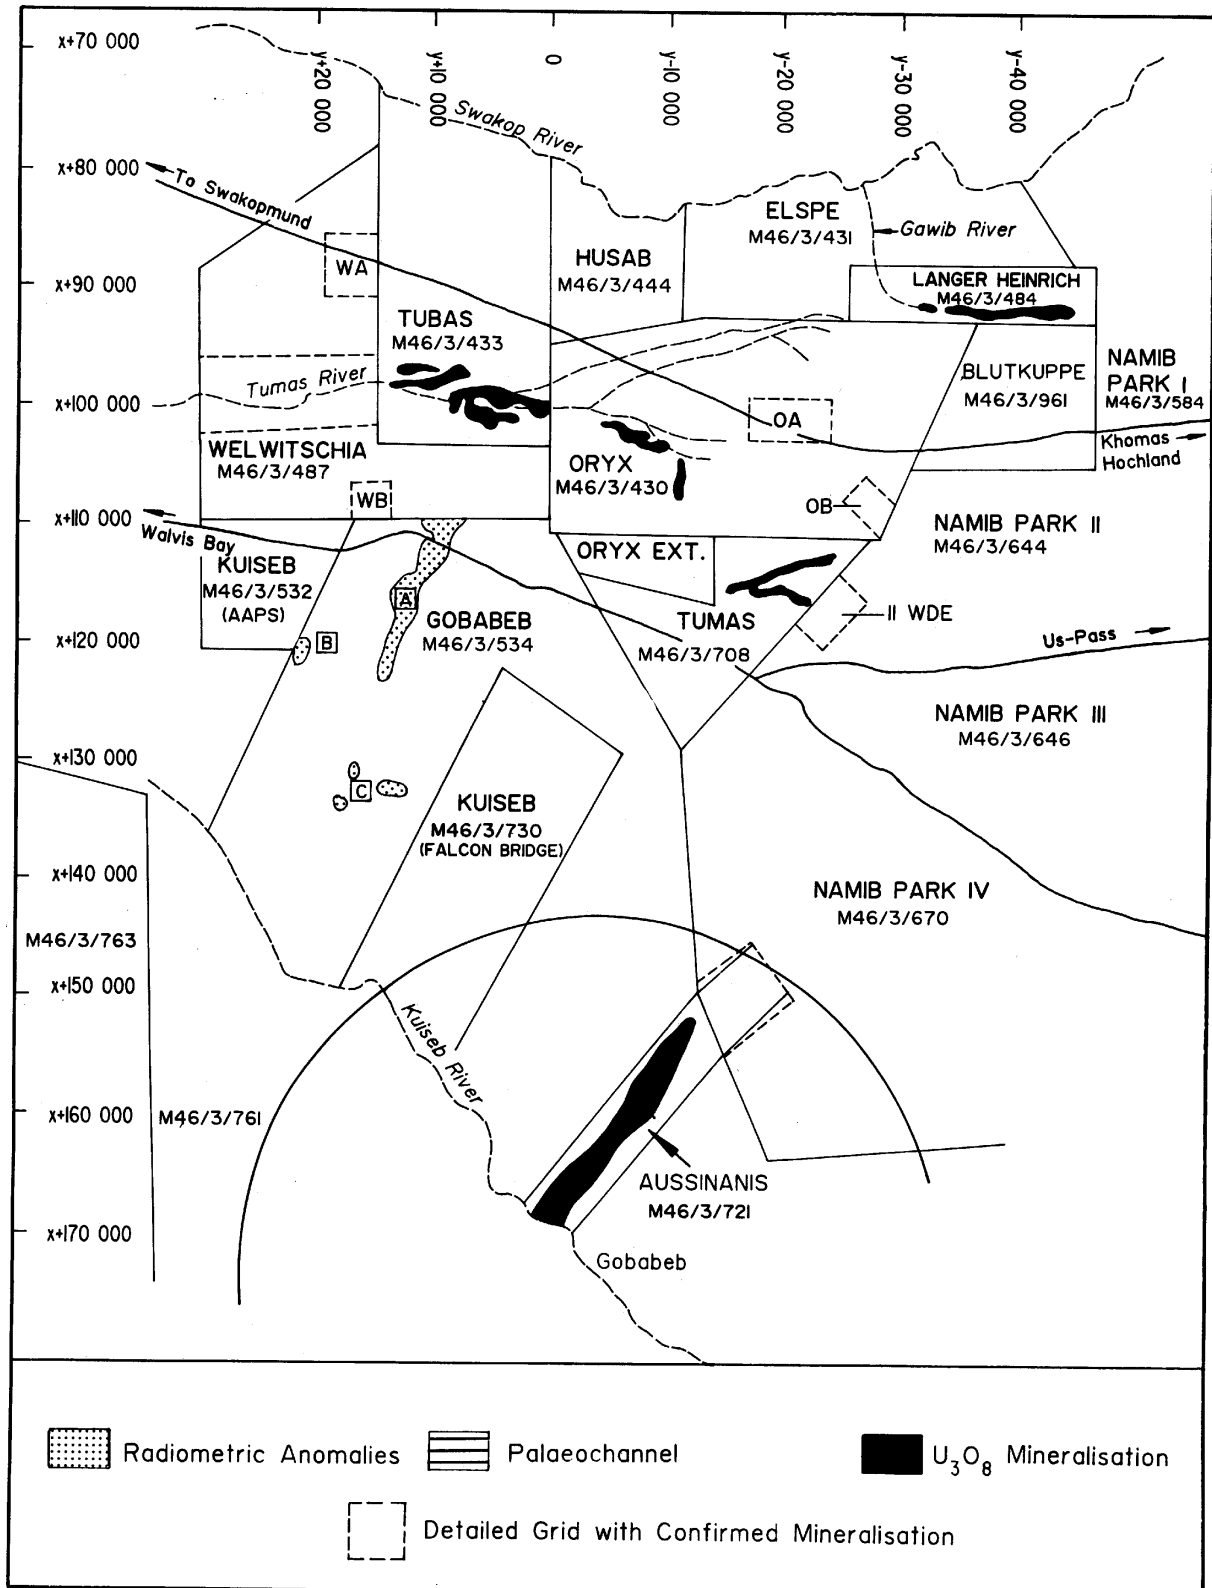 x+70 000
y+20 000
y+10 000
0
y-10 000
y-20 000
y-30 000
y-40 000
Swakop River
x+80 000
To Swakopmund
ELSPE
M46/3/431
Gawib River
WA
HUSAB
M46/3/444
LANGER HEINRICH
M46/3/484
x+90 000
TUBAS
M46/3/433
Tumas River
BLUTKUPPE
M46/3/961
NAMIB
PARK I
M46/3/584
x+100 000
OA
Khomas
Hochland
WELWITSCHIA
M46/3/487
ORYX
M46/3/430
WB
OB
x+110 000
Walvis Bay
NAMIB PARK II
M46/3/644
KUISEB
M46/3/532
(AAPS)
ORYX EXT.
A
GOBABEB
M46/3/534
TUMAS
M46/3/708
II WDE
x+120 000
B
Us-Pass
NAMIB PARK III
M46/3/646
x+130 000
C
KUISEB
M46/3/730
(FALCON BRIDGE)
x+140 000
NAMIB PARK IV
M46/3/670
M46/3/763
x+150 000
Kuiseb River
x+160 000
M46/3/761
AUSSINANIS
M46/3/721
x+170 000
Gobabeb
Radiometric Anomalies
Palaeochannel
U3O8 Mineralisation
Detailed Grid with Confirmed Mineralisation